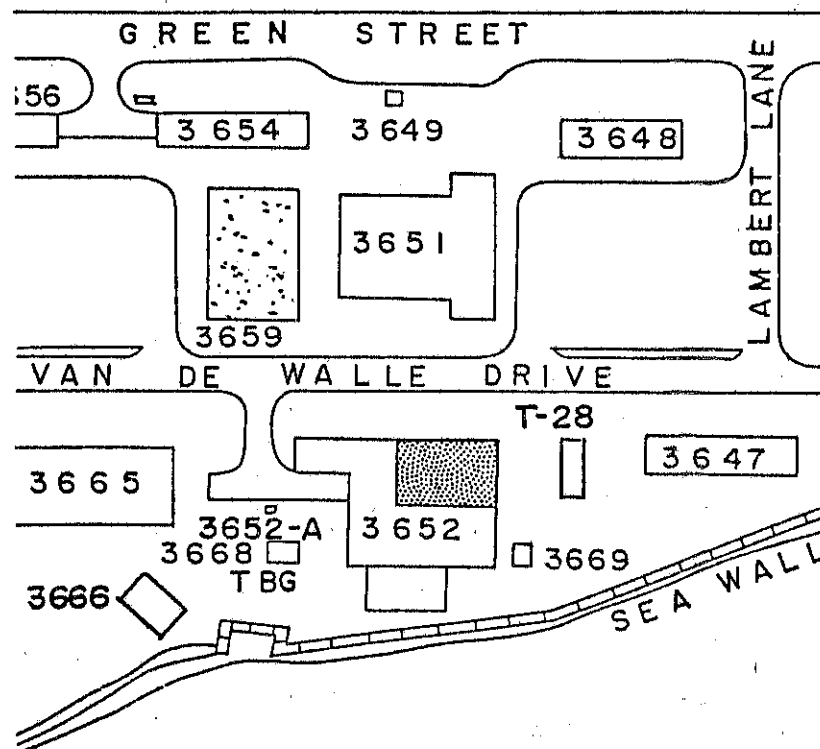 GREEN STREET
LAMBERT LANE
656
3654
3649
3648
3651
3659
VAN DE WALLE DRIVE
T-28
3665
3647
3652-A
3652
3668
3669
TBG
3666
SEA WALL